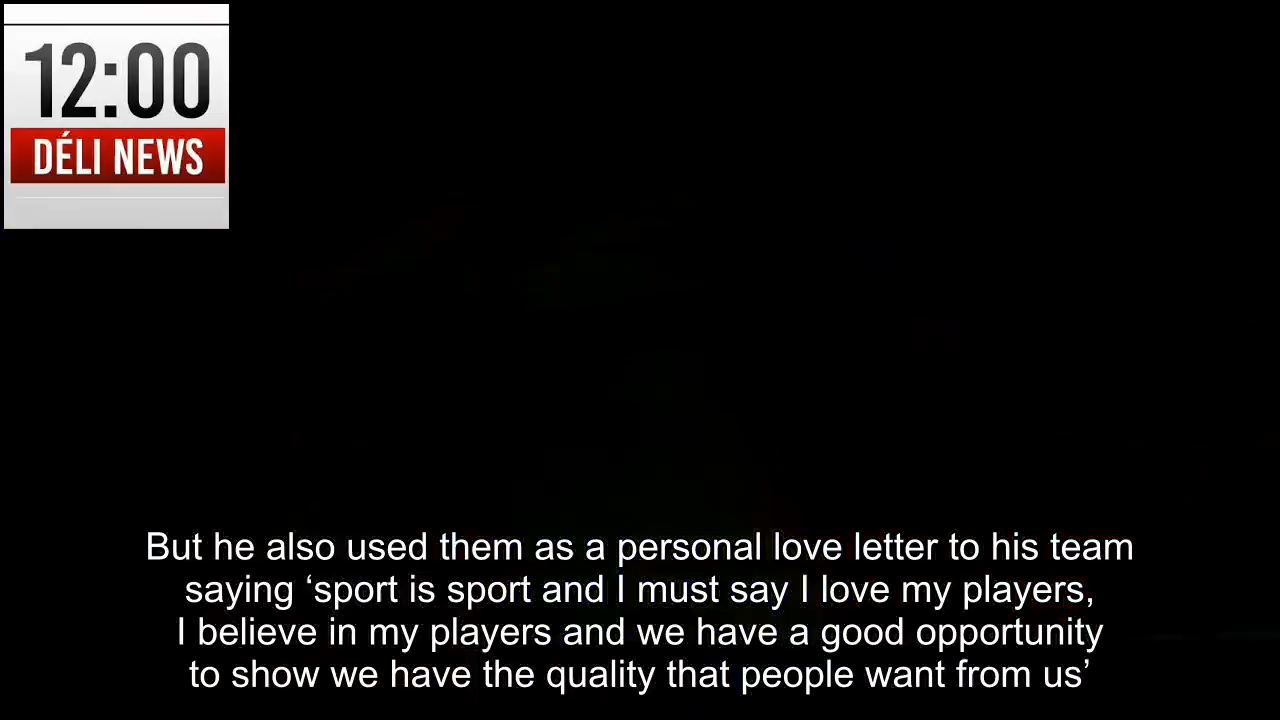 12:00
DÉLI NEWS
But he also used them as a personal love letter to his team
saying ‘sport is sport and I must say I love my players,
I believe in my players and we have a good opportunity
to show we have the quality that people want from us’